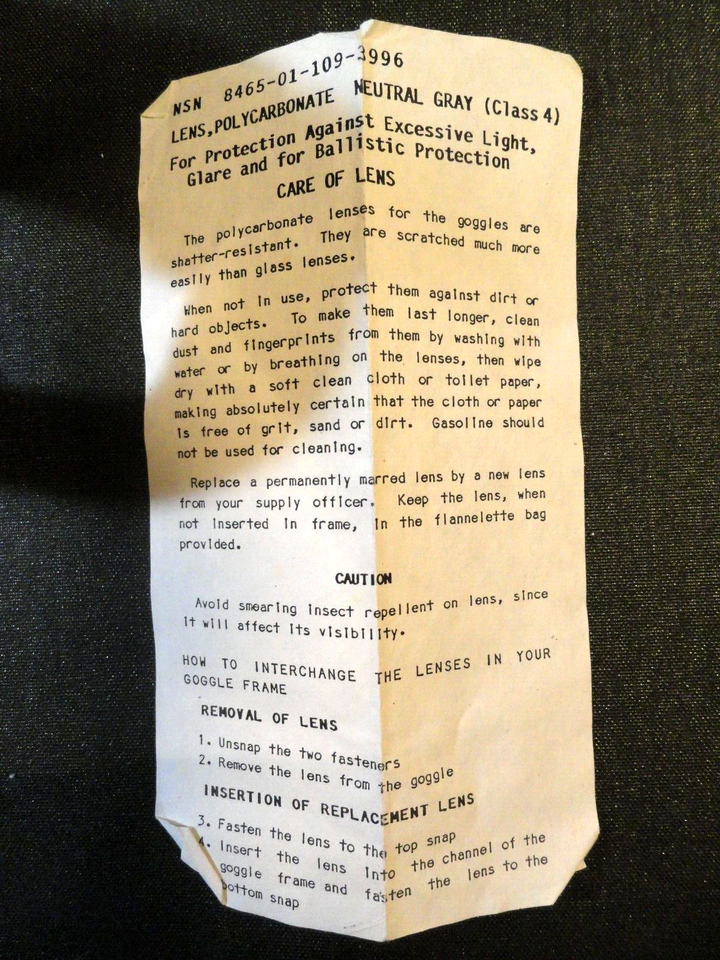 NSN 8465-01-109-3996
LENS,POLYCARBONATE NEUTRAL GRAY (Class 4)
For Protection Against Excessive Light,
Glare and for Ballistic Protection
CARE OF LENS
The polycarbonate lenses for the goggles are
shatter-resistant. They are scratched much more
easily than glass lenses.
When not in use, protect them against dirt or
hard objects. To make them last longer, clean
dust and fingerprints from them by washing with
water or by breathing on the lenses, then wipe
dry with a soft clean cloth or toilet paper,
making absolutely certain that the cloth or paper
is free of grit, sand or dirt. Gasoline should
not be used for cleaning.
Replace a permanently marred lens by a new lens
from your supply officer. Keep the lens, when
not inserted in frame, in the flannelette bag
provided.
CAUTION
Avoid smearing insect repellent on lens, since
it will affect its visibility.
HOW TO INTERCHANGE THE LENSES IN YOUR
GOGGLE FRAME
REMOVAL OF LENS
1. Unsnap the two fasteners
2. Remove the lens from the goggle
INSERTION OF REPLACEMENT LENS
3. Fasten the lens to the top snap
4. Insert the lens into the channel of the
goggle frame and fasten the lens to the
bottom snap